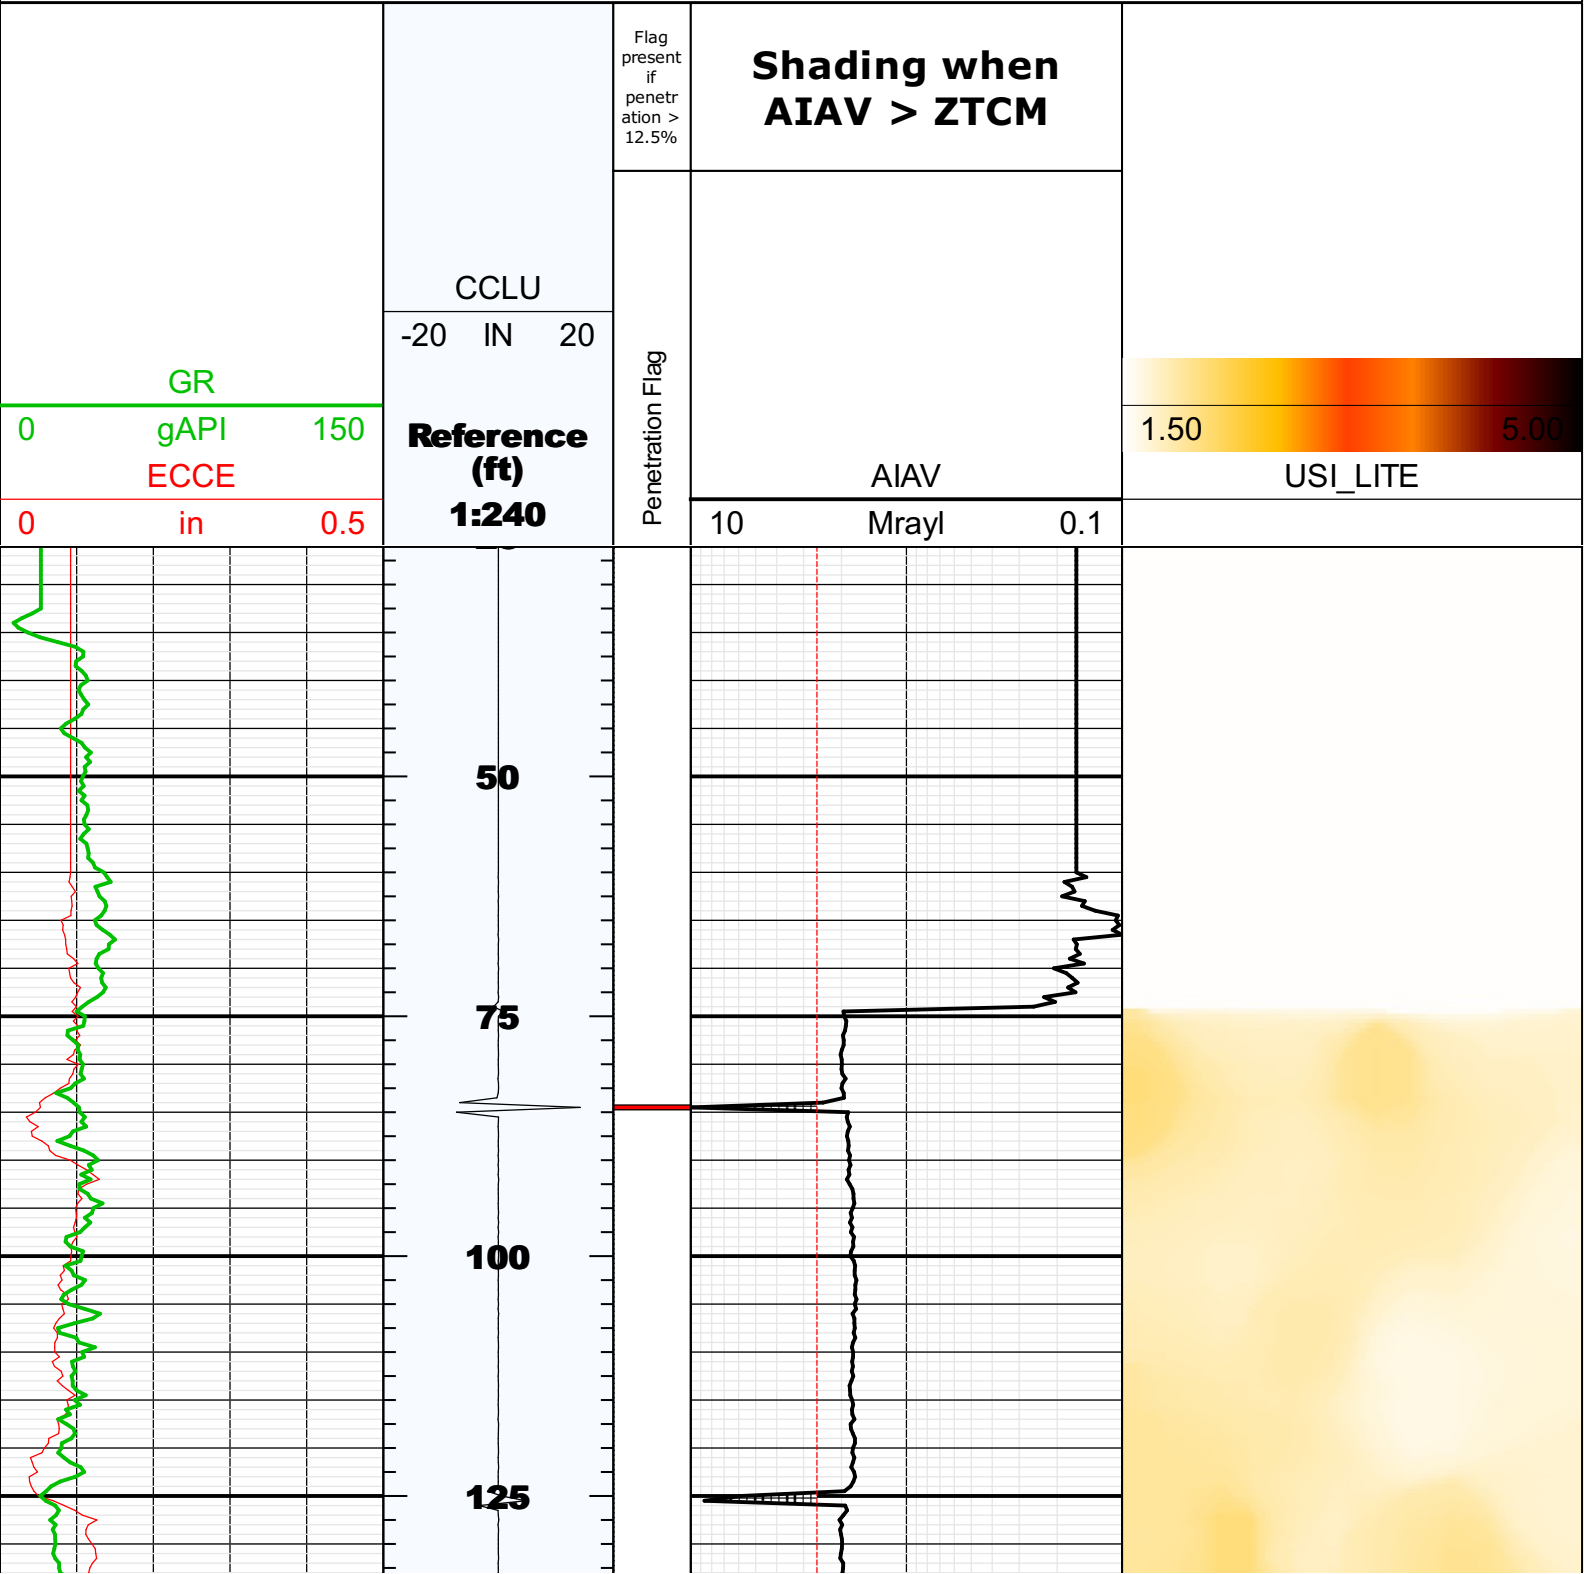 GR
0 gAPI 150
ECCE
0 in 0.5
CCLU
-20 IN 20
Reference
(ft)
1:240
Flag
present
if
penetr
ation >
12.5%
Penetration Flag
Shading when
AIAV > ZTCM
AIAV
10 Mrayl 0.1
1.50 5.00
USI_LITE
50
75
100
125